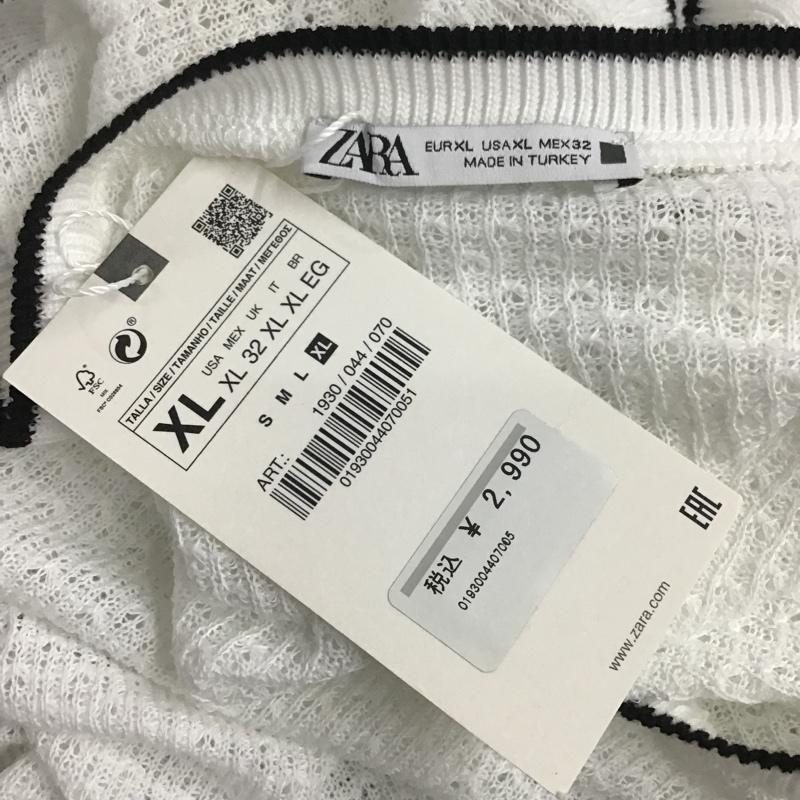 ZARA
EURXL USAXL MEX32
MADE IN TURKEY
FSC
MIX
®
TALLA / SIZE / TAMANHO / TAILLE / MAAT / ΜΕΓΕΘΟΣ
USA MEX UK IT BR
XL XL 32 XL XL EG
S M L XL
ART.: 1930 / 044 / 070
01930044070051
税込 ¥ 2,990
0193004407005
EAC
www.zara.com